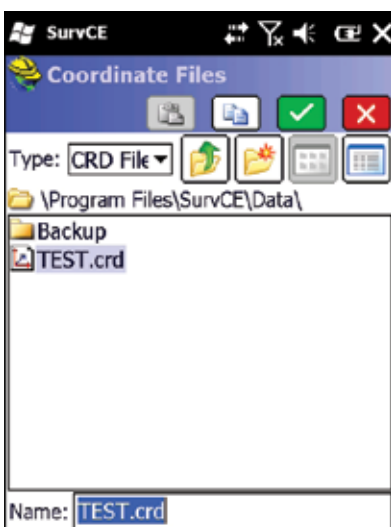 SurvCE
Coordinate Files
Type: CRD File
\Program Files\SurvCE\Data\
Backup
TEST.crd
Name: TEST.crd